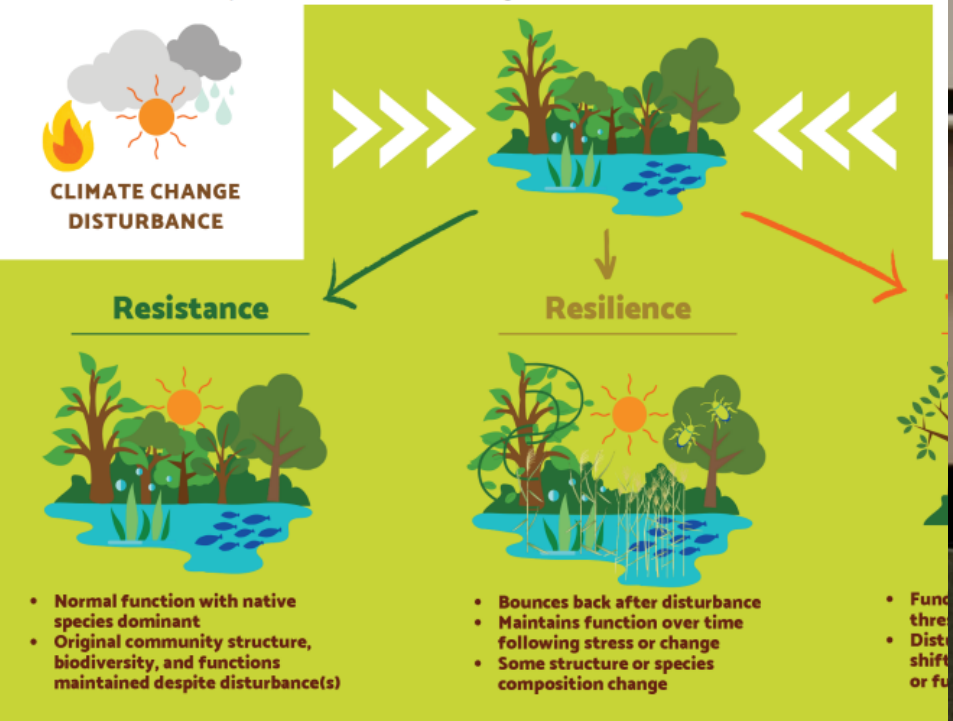 CLIMATE CHANGE
DISTURBANCE
Resistance
• Normal function with native
species dominant
• Original community structure,
biodiversity, and functions
maintained despite disturbance(s)
Resilience
• Bounces back after disturbance
• Maintains function over time
following stress or change
• Some structure or species
composition change
•
•
shift
or